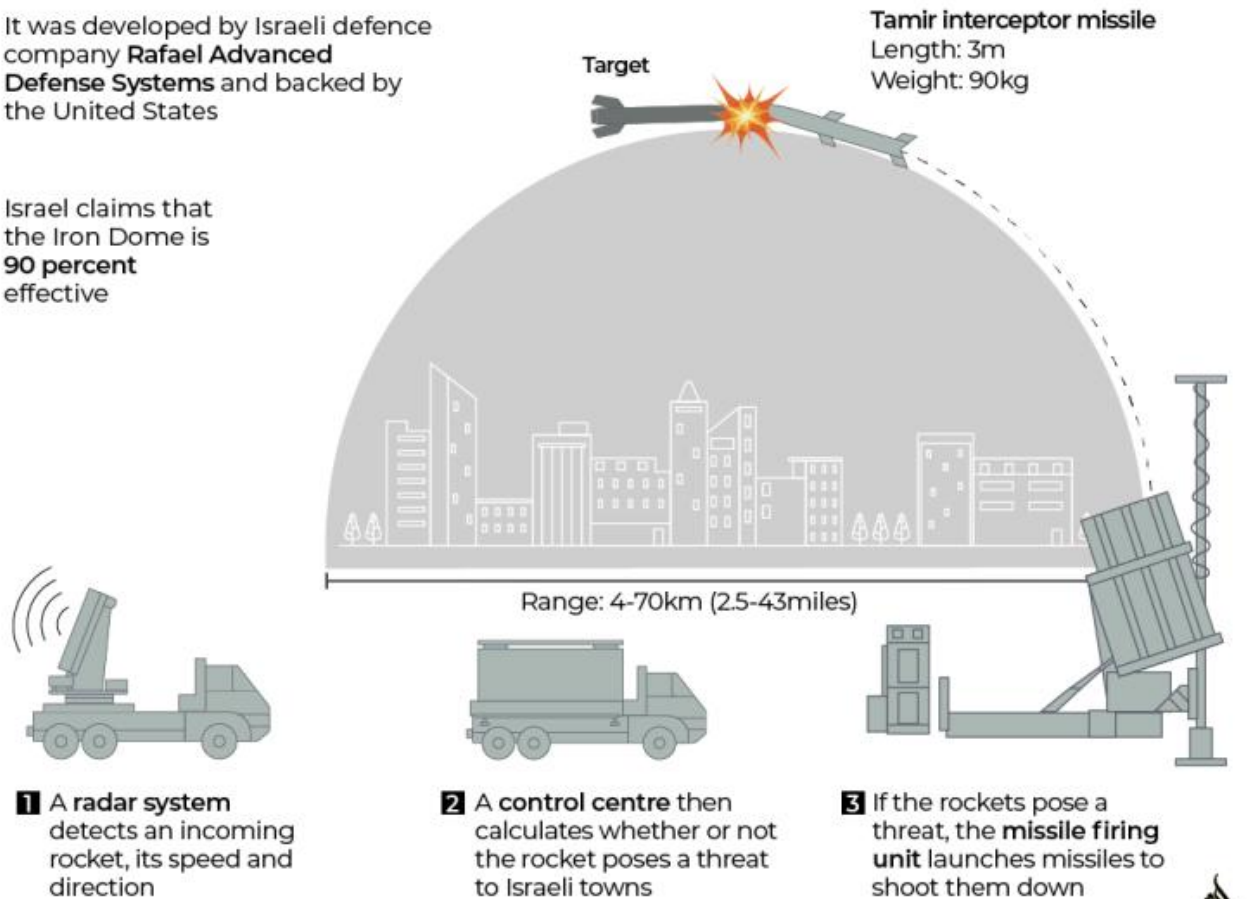 It was developed by Israeli defence
company Rafael Advanced
Defense Systems and backed by
the United States
Israel claims that
the Iron Dome is
90 percent
effective
Target
Tamir interceptor missile
Length: 3m
Weight: 90kg
Range: 4-70km (2.5-43miles)
1 A radar system
detects an incoming
rocket, its speed and
direction
2 A control centre then
calculates whether or not
the rocket poses a threat
to Israeli towns
3 If the rockets pose a
threat, the missile firing
unit launches missiles to
shoot them down